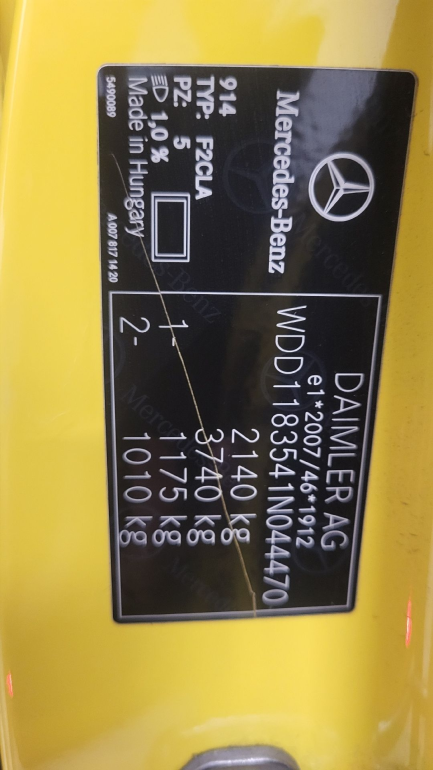 Mercedes-Benz
914
TYP: F2CLA
PZ: 5
1,0 %
Made in Hungary
5490089
A 007 817 14 20
DAIMLER AG
e1*2007/46*1912
WDD1183541N044470
2140 kg
3740 kg
1- 1175 kg
2- 1010 kg